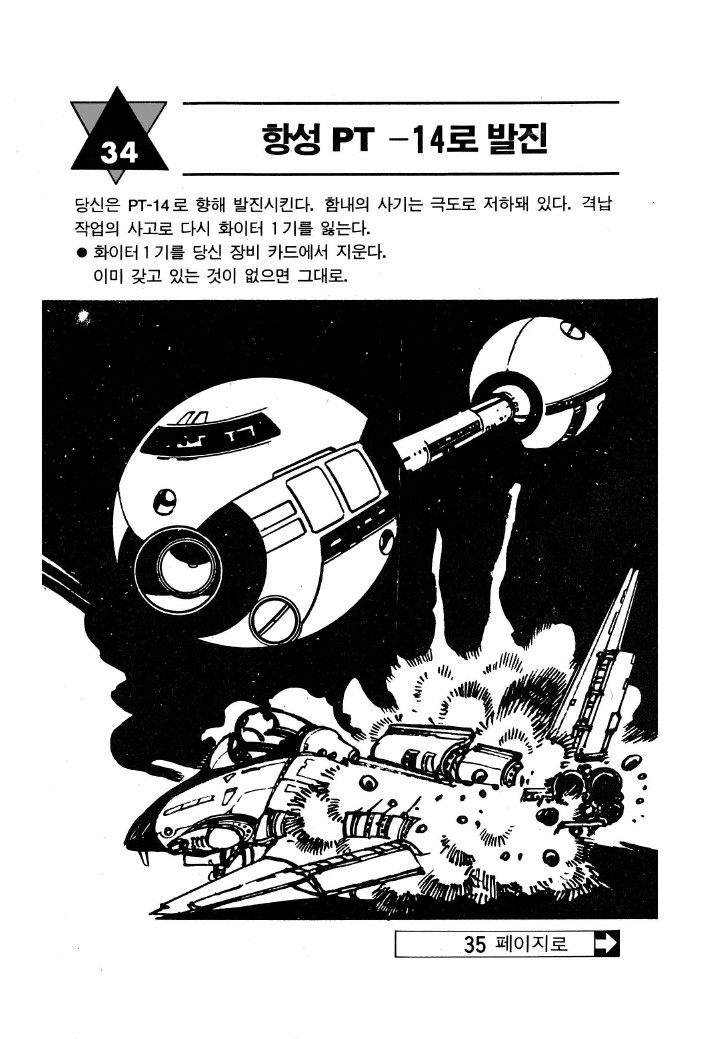 34
항성 PT -14로 발진
당신은 PT-14로 향해 발진시킨다. 함내의 사기는 극도로 저하돼 있다. 격납
작업의 사고로 다시 화이터 1기를 잃는다.
● 화이터 1기를 당신 장비 카드에서 지운다.
이미 갖고 있는 것이 없으면 그대로.
35 페이지로